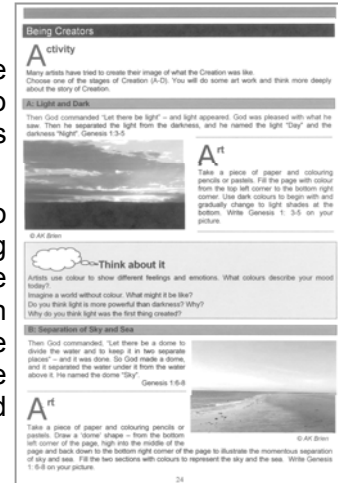 e
o
s
o
g
e
n
e
e
d
Being Creators
Activity
Many artists have tried to create their image of what the Creation was like.
Choose one of the stages of Creation (A-D). You will do some art work and think more deeply
about the story of Creation.
A: Light and Dark
Then God commanded "Let there be light" – and light appeared. God was pleased with what he
saw. Then he separated the light from the darkness, and he named the light "Day" and the
darkness "Night". Genesis 1:3-5
Art
Take a piece of paper and colouring
pencils or pastels. Fill the page with colour
from the top left corner to the bottom right
corner. Use dark colours to begin with and
gradually change to light shades at the
bottom. Write Genesis 1: 3-5 on your
picture.
© AK Brien
Think about it
Artists use colour to show different feelings and emotions. What colours describe your mood
today?.
Imagine a world without colour. What might it be like?
Do you think light is more powerful than darkness? Why?
Why do you think light was the first thing created?
B: Separation of Sky and Sea
Then God commanded, "Let there be a dome to
divide the water and to keep it in two separate
places" – and it was done. So God made a dome,
and it separated the water under it from the water
above it. He named the dome "Sky".
Genesis 1:6-8
Art
Take a piece of paper and colouring pencils or
pastels. Draw a 'dome' shape – from the bottom
left corner of the page, high into the middle of the
page and back down to the bottom right corner of the page to illustrate the momentous separation
of sky and sea. Fill the two sections with colours to represent the sky and the sea. Write Genesis
1: 6-8 on your picture.
© AK Brien
24